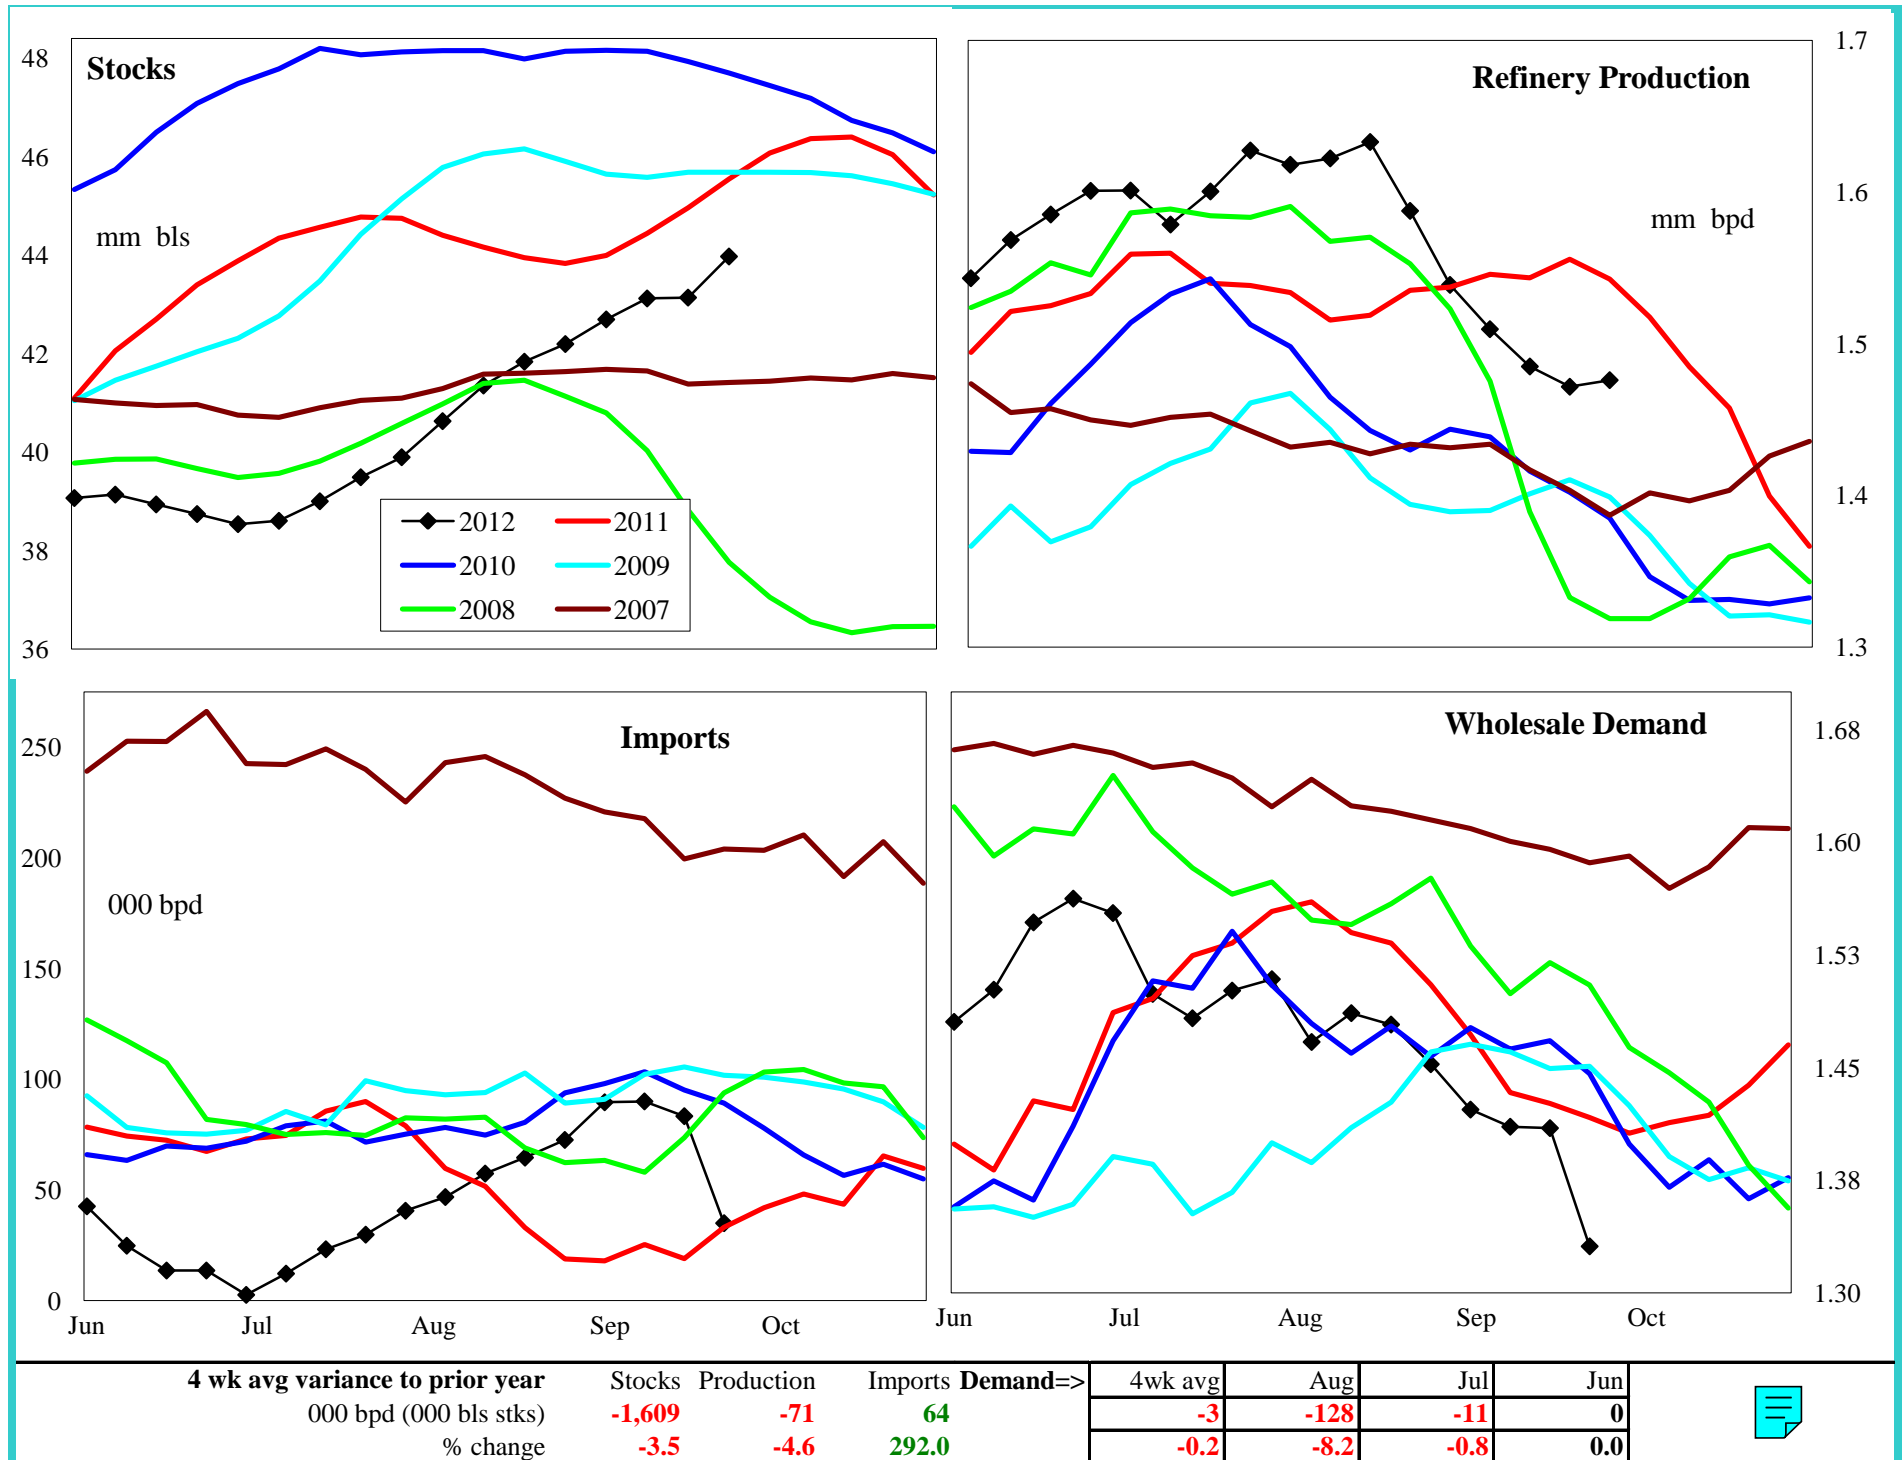 Stocks
mm bls
48
46
44
42
40
38
36
2012 2011
2010 2009
2008 2007
Refinery Production
mm bpd
1.7
1.6
1.5
1.4
1.3
Imports
000 bpd
250
200
150
100
50
0
Jun Jul Aug Sep Oct
Wholesale Demand
1.68
1.60
1.53
1.45
1.38
1.30
Jun Jul Aug Sep Oct
4 wk avg variance to prior year Stocks Production Imports Demand=> 4wk avg Aug Jul Jun
000 bpd (000 bls stks) -1,609 -71 64 -3 -128 -11 0
% change -3.5 -4.6 292.0 -0.2 -8.2 -0.8 0.0